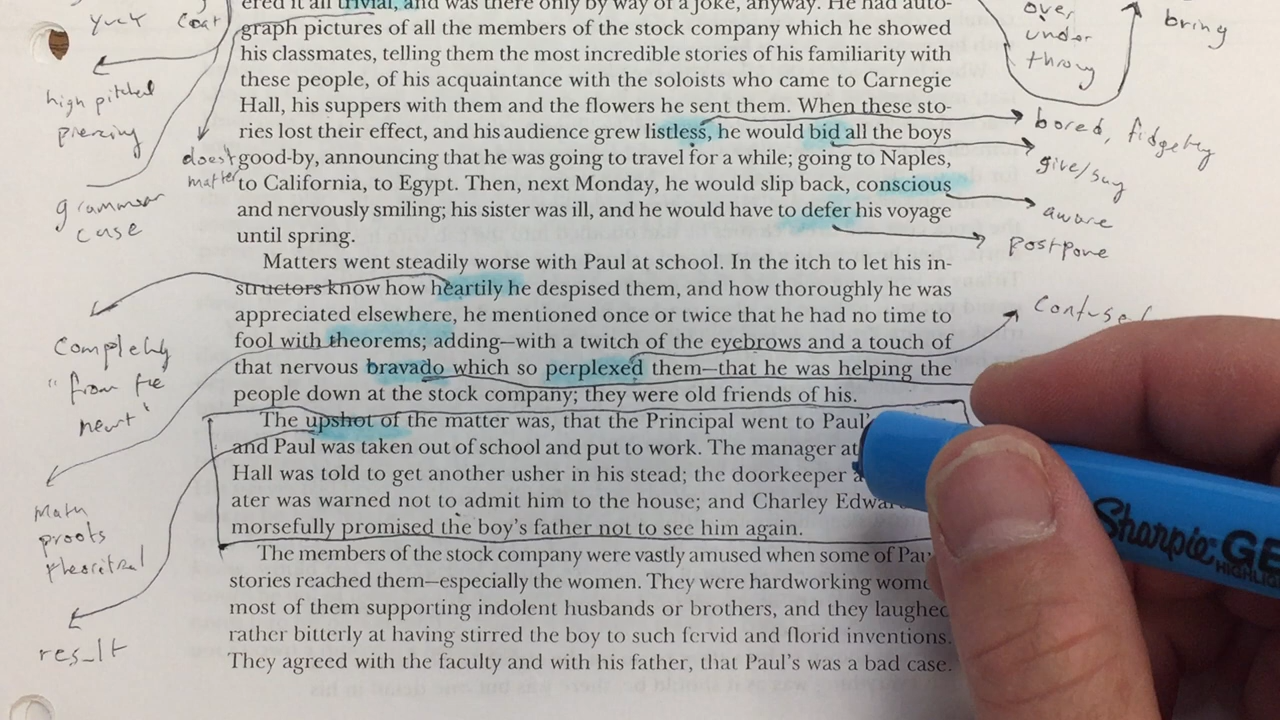 yuck
coat
over
under
throw
bring
ered it all trivial, and was there only by way of a joke, anyway. He had auto-
graph pictures of all the members of the stock company which he showed
his classmates, telling them the most incredible stories of his familiarity with
these people, of his acquaintance with the soloists who came to Carnegie
Hall, his suppers with them and the flowers he sent them. When these sto-
ries lost their effect, and his audience grew listless, he would bid all the boys
good-by, announcing that he was going to travel for a while; going to Naples,
to California, to Egypt. Then, next Monday, he would slip back, conscious
and nervously smiling; his sister was ill, and he would have to defer his voyage
until spring.
high pitched
piercing
doesn't
matter
grammar
case
bored, fidgety
give/say
aware
postpone
Matters went steadily worse with Paul at school. In the itch to let his in-
structors know how heartily he despised them, and how thoroughly he was
appreciated elsewhere, he mentioned once or twice that he had no time to
fool with theorems; adding—with a twitch of the eyebrows and a touch of
that nervous bravado which so perplexed them—that he was helping the
people down at the stock company; they were old friends of his.
Completely
"from the
heart"
confused
The upshot of the matter was, that the Principal went to Paul's
and Paul was taken out of school and put to work. The manager at
Hall was told to get another usher in his stead; the doorkeeper
ater was warned not to admit him to the house; and Charley
morsefully promised the boy's father not to see him again.
math
proofs
result
The members of the stock company were vastly amused when some of
stories reached them—especially the women. They were hardworking
most of them supporting indolent husbands or brothers, and they laughed
rather bitterly at having stirred the boy to such fervid and florid inventions.
They agreed with the faculty and with his father, that Paul's was a bad case.
Sharpie GE
HIGHLIG